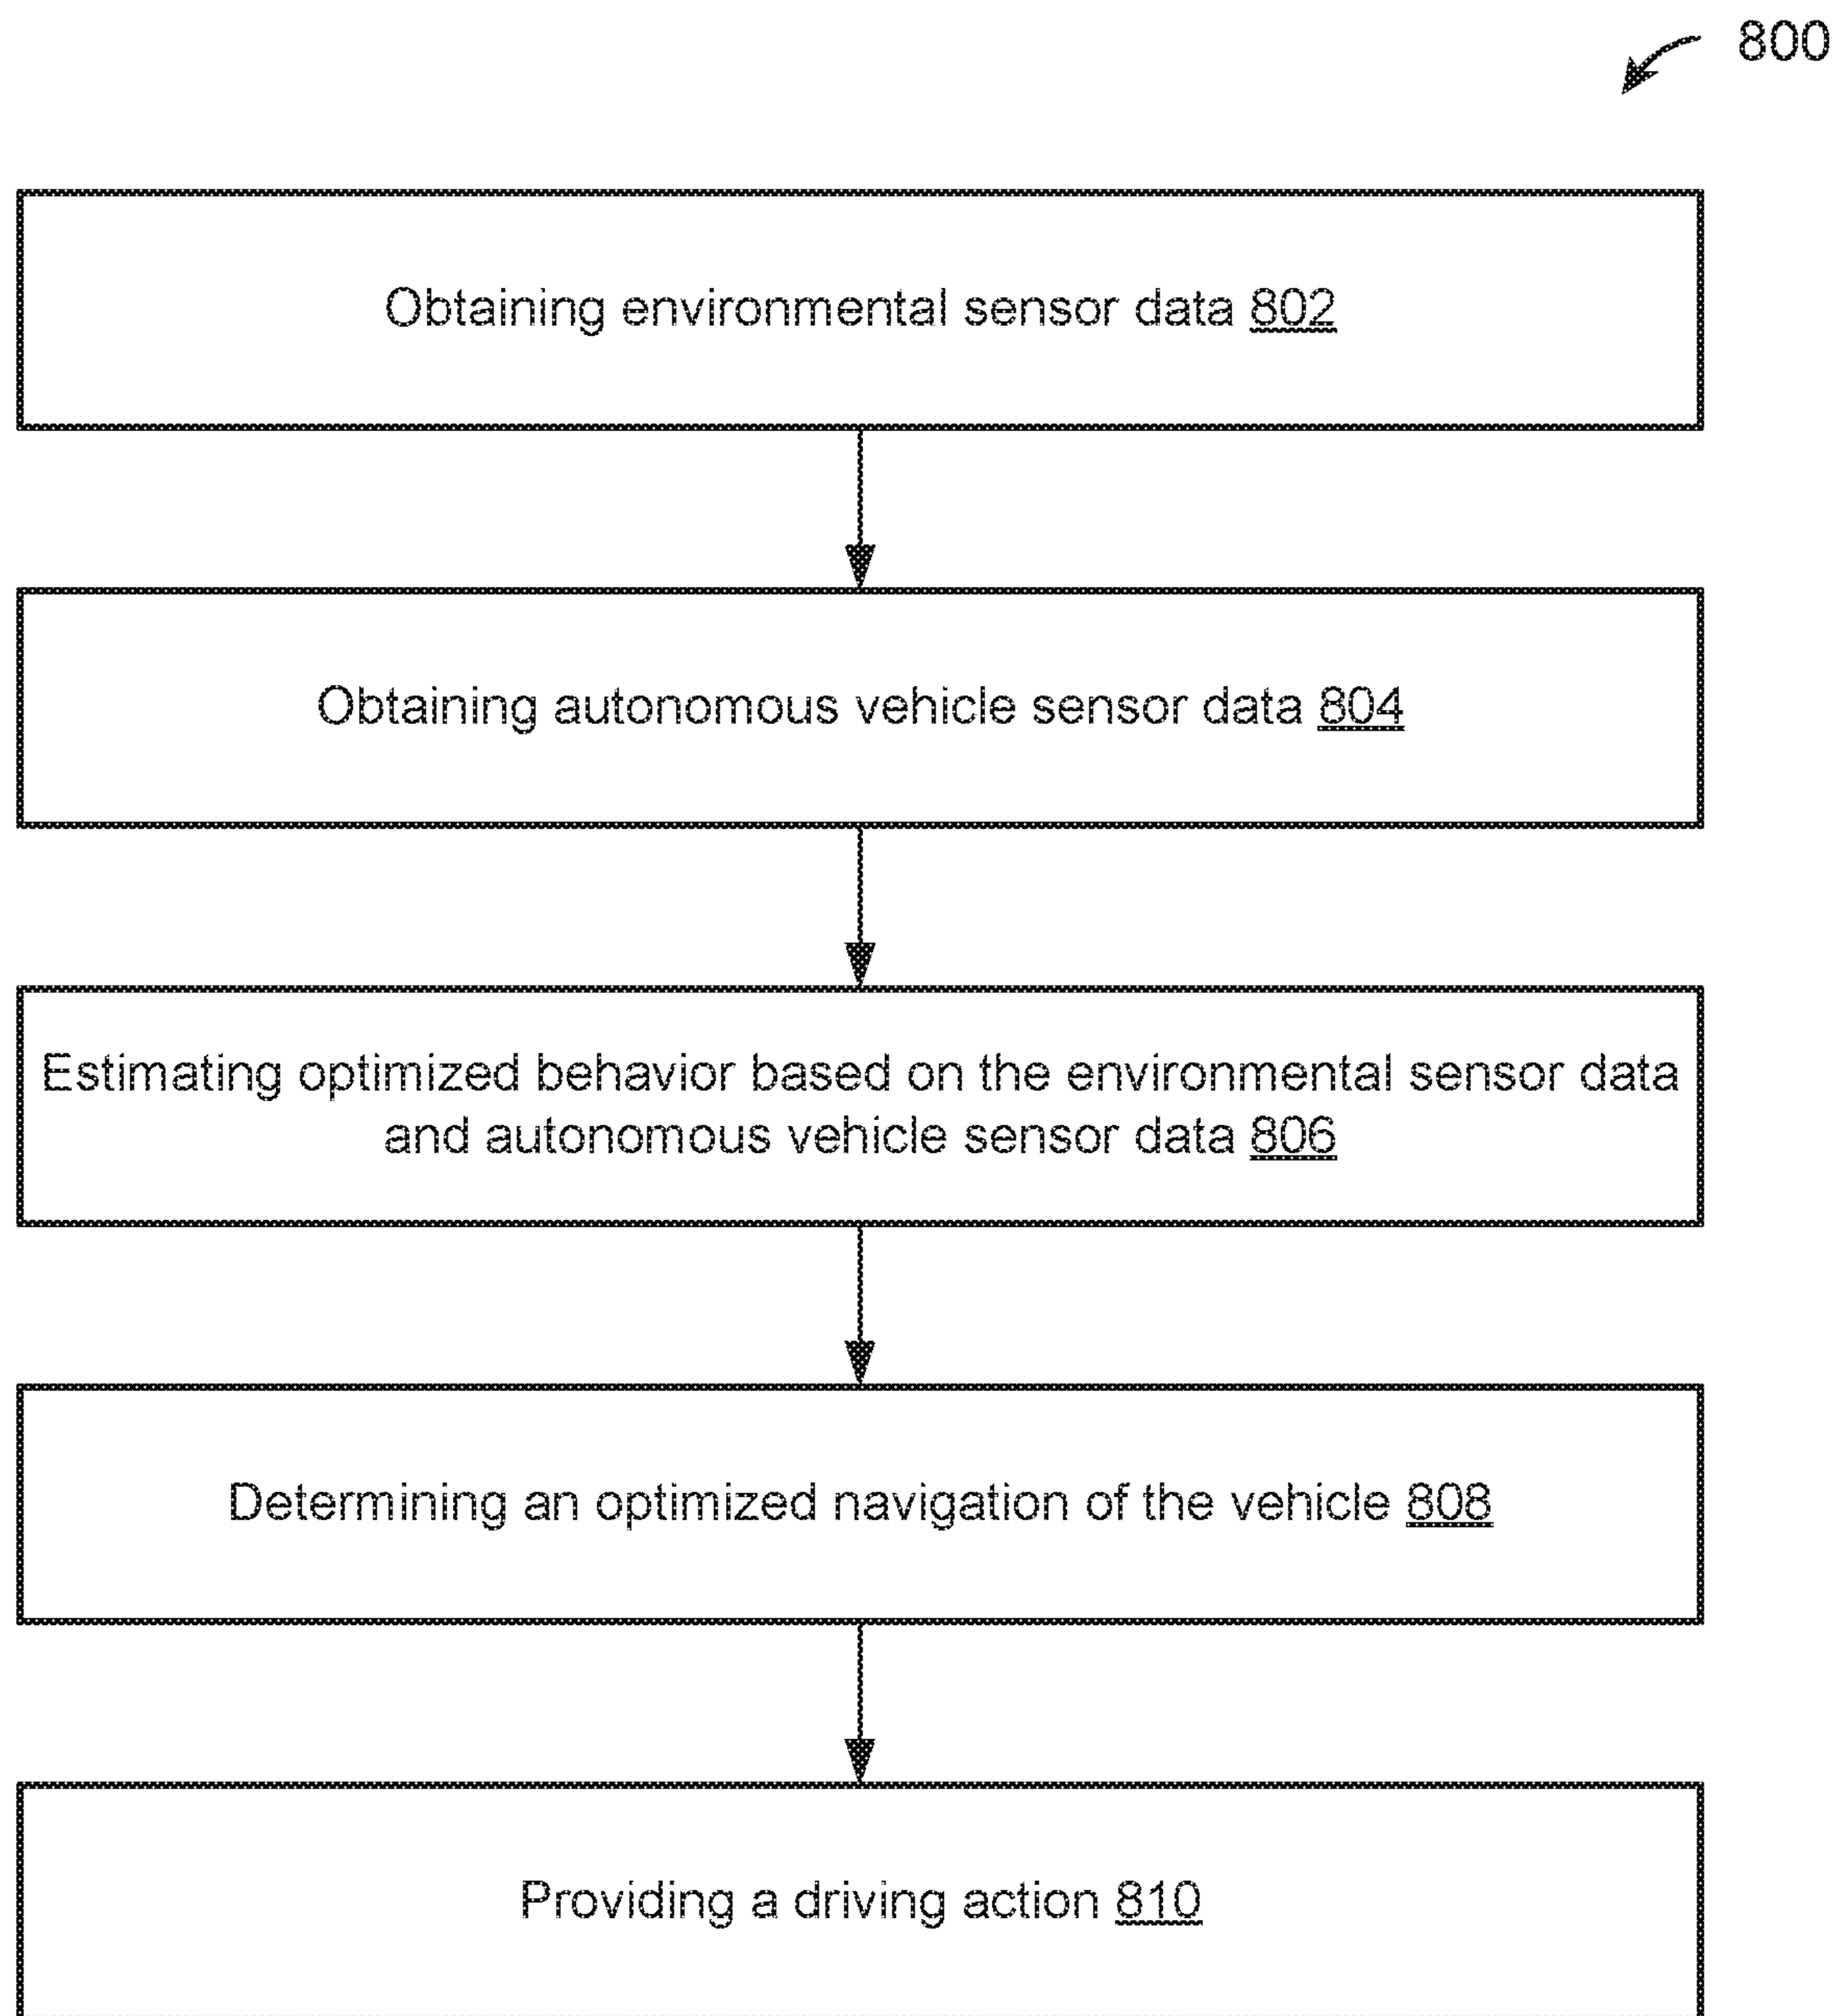 800
Obtaining environmental sensor data 802
Obtaining autonomous vehicle sensor data 804
Estimating optimized behavior based on the environmental sensor data
and autonomous vehicle sensor data 806
Determining an optimized navigation of the vehicle 808
Providing a driving action 810